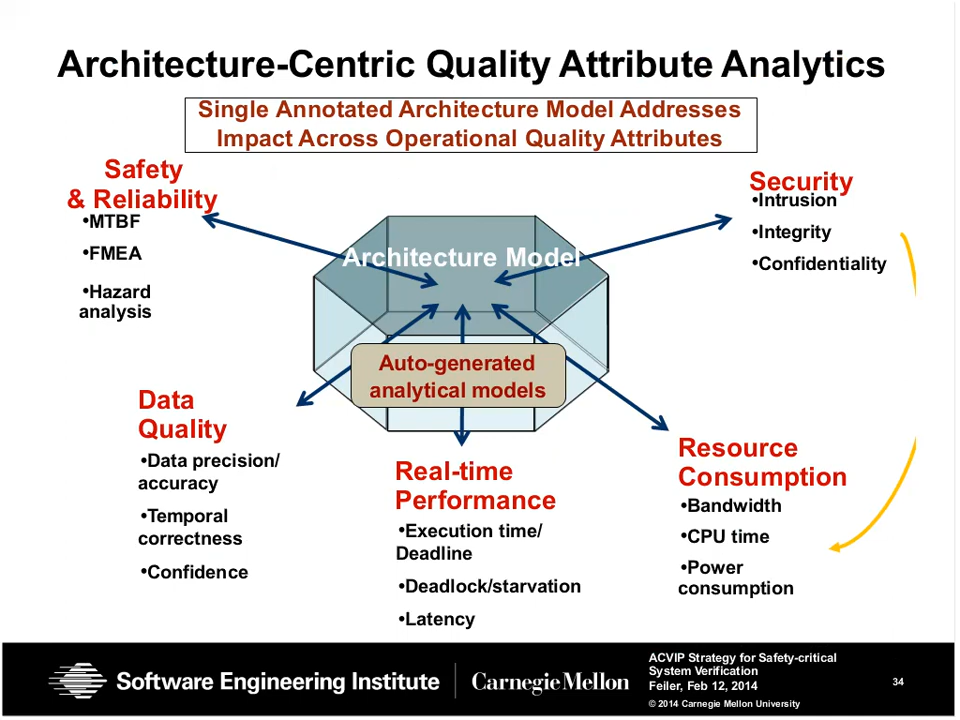 Architecture-Centric Quality Attribute Analytics
Single Annotated Architecture Model Addresses
Impact Across Operational Quality Attributes
Safety
& Reliability
•MTBF
•FMEA
•Hazard
analysis
Security
•Intrusion
•Integrity
•Confidentiality
Architecture Model
Auto-generated
analytical models
Data
Quality
•Data precision/
accuracy
•Temporal
correctness
•Confidence
Real-time
Performance
•Execution time/
Deadline
•Deadlock/starvation
•Latency
Resource
Consumption
•Bandwidth
•CPU time
•Power
consumption
Software Engineering Institute
Carnegie Mellon
ACVIP Strategy for Safety-critical
System Verification
Feiler, Feb 12, 2014
© 2014 Carnegie Mellon University
34